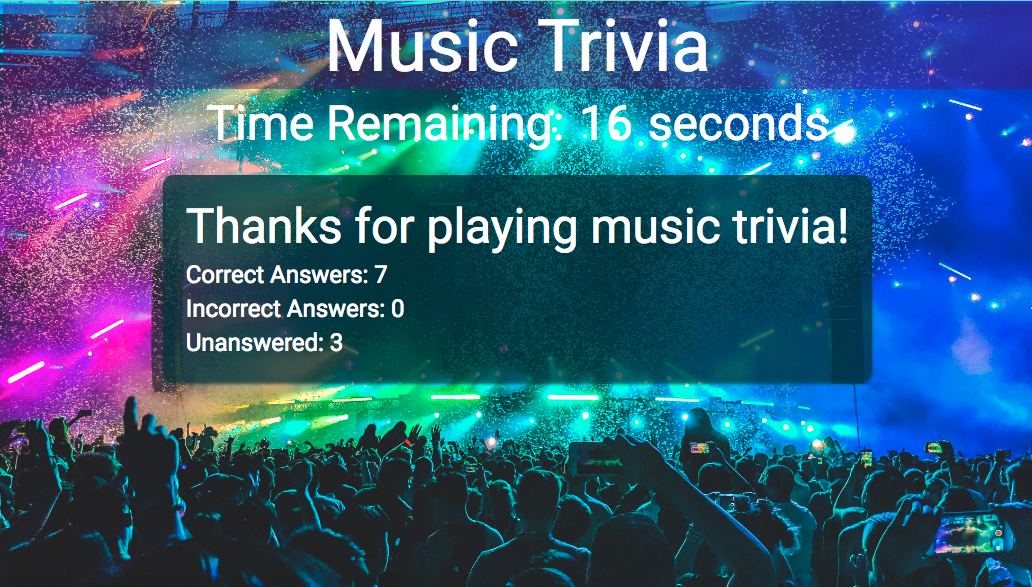 Music Trivia
Time Remaining: 16 seconds
Thanks for playing music trivia!
Correct Answers: 7
Incorrect Answers: 0
Unanswered: 3